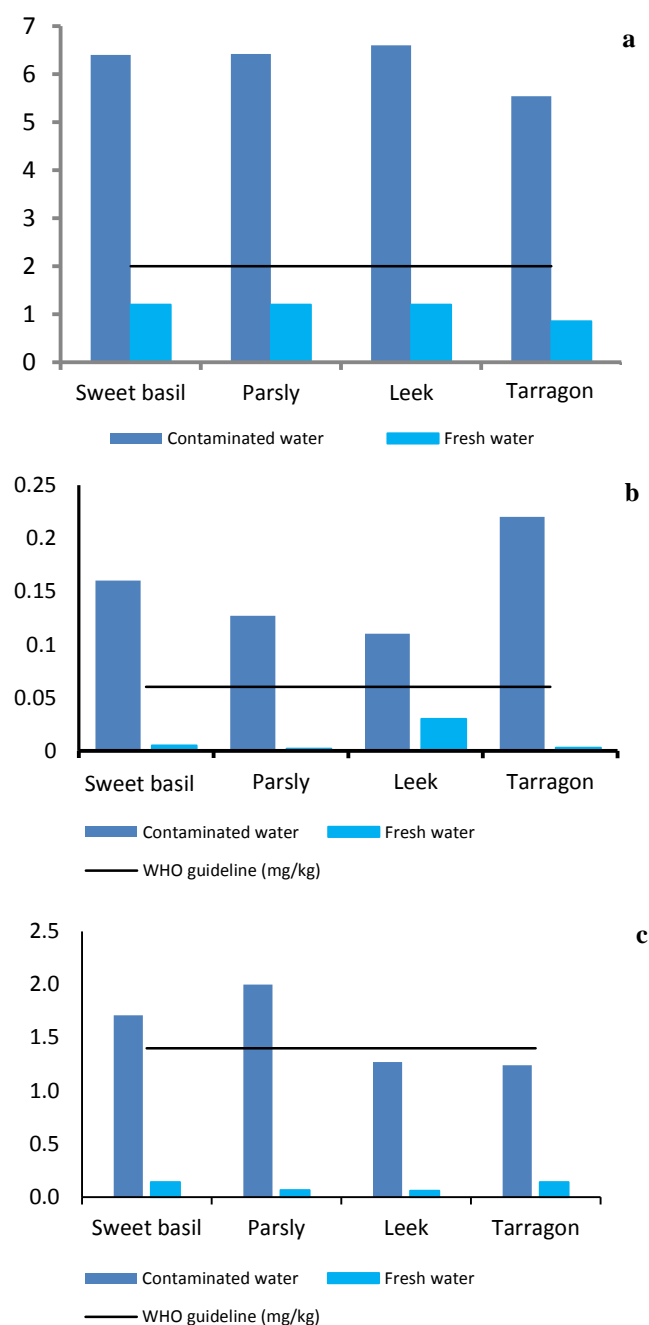 a
7
6
5
4
3
2
1
0
Sweet basil Parsly Leek Tarragon
Contaminated water Fresh water
b
0.25
0.2
0.15
0.1
0.05
0
Sweet basil Parsly Leek Tarragon
Contaminated water Fresh water
WHO guideline (mg/kg)
c
2.5
2.0
1.5
1.0
0.5
0.0
Sweet basil Parsly Leek Tarragon
Contaminated water Fresh water
WHO guideline (mg/kg)